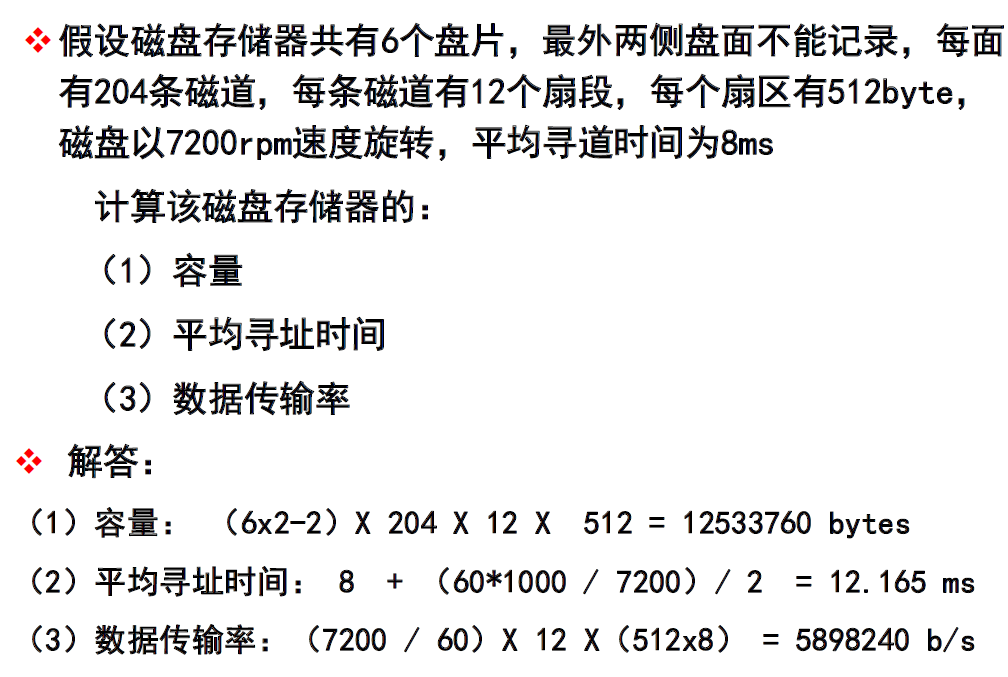 假设磁盘存储器共有6个盘片，最外两侧盘面不能记录，每面
有204条磁道，每条磁道有12个扇段，每个扇区有512byte，
磁盘以7200rpm速度旋转，平均寻道时间为8ms
计算该磁盘存储器的：
（1）容量
（2）平均寻址时间
（3）数据传输率
解答：
（1）容量： （6x2-2）X 204 X 12 X 512 = 12533760 bytes
（2）平均寻址时间： 8 + （60*1000 / 7200）/ 2 = 12.165 ms
（3）数据传输率：（7200 / 60）X 12 X（512x8） = 5898240 b/s